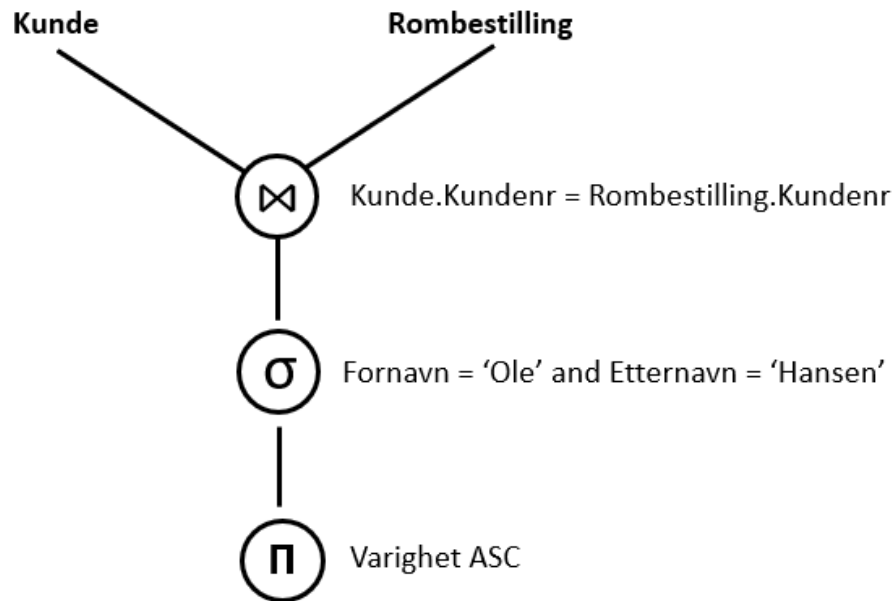 Kunde Rombestilling
⋈ Kunde.Kundenr = Rombestilling.Kundenr
σ Fornavn = ‘Ole’ and Etternavn = ‘Hansen’
π Varighet ASC